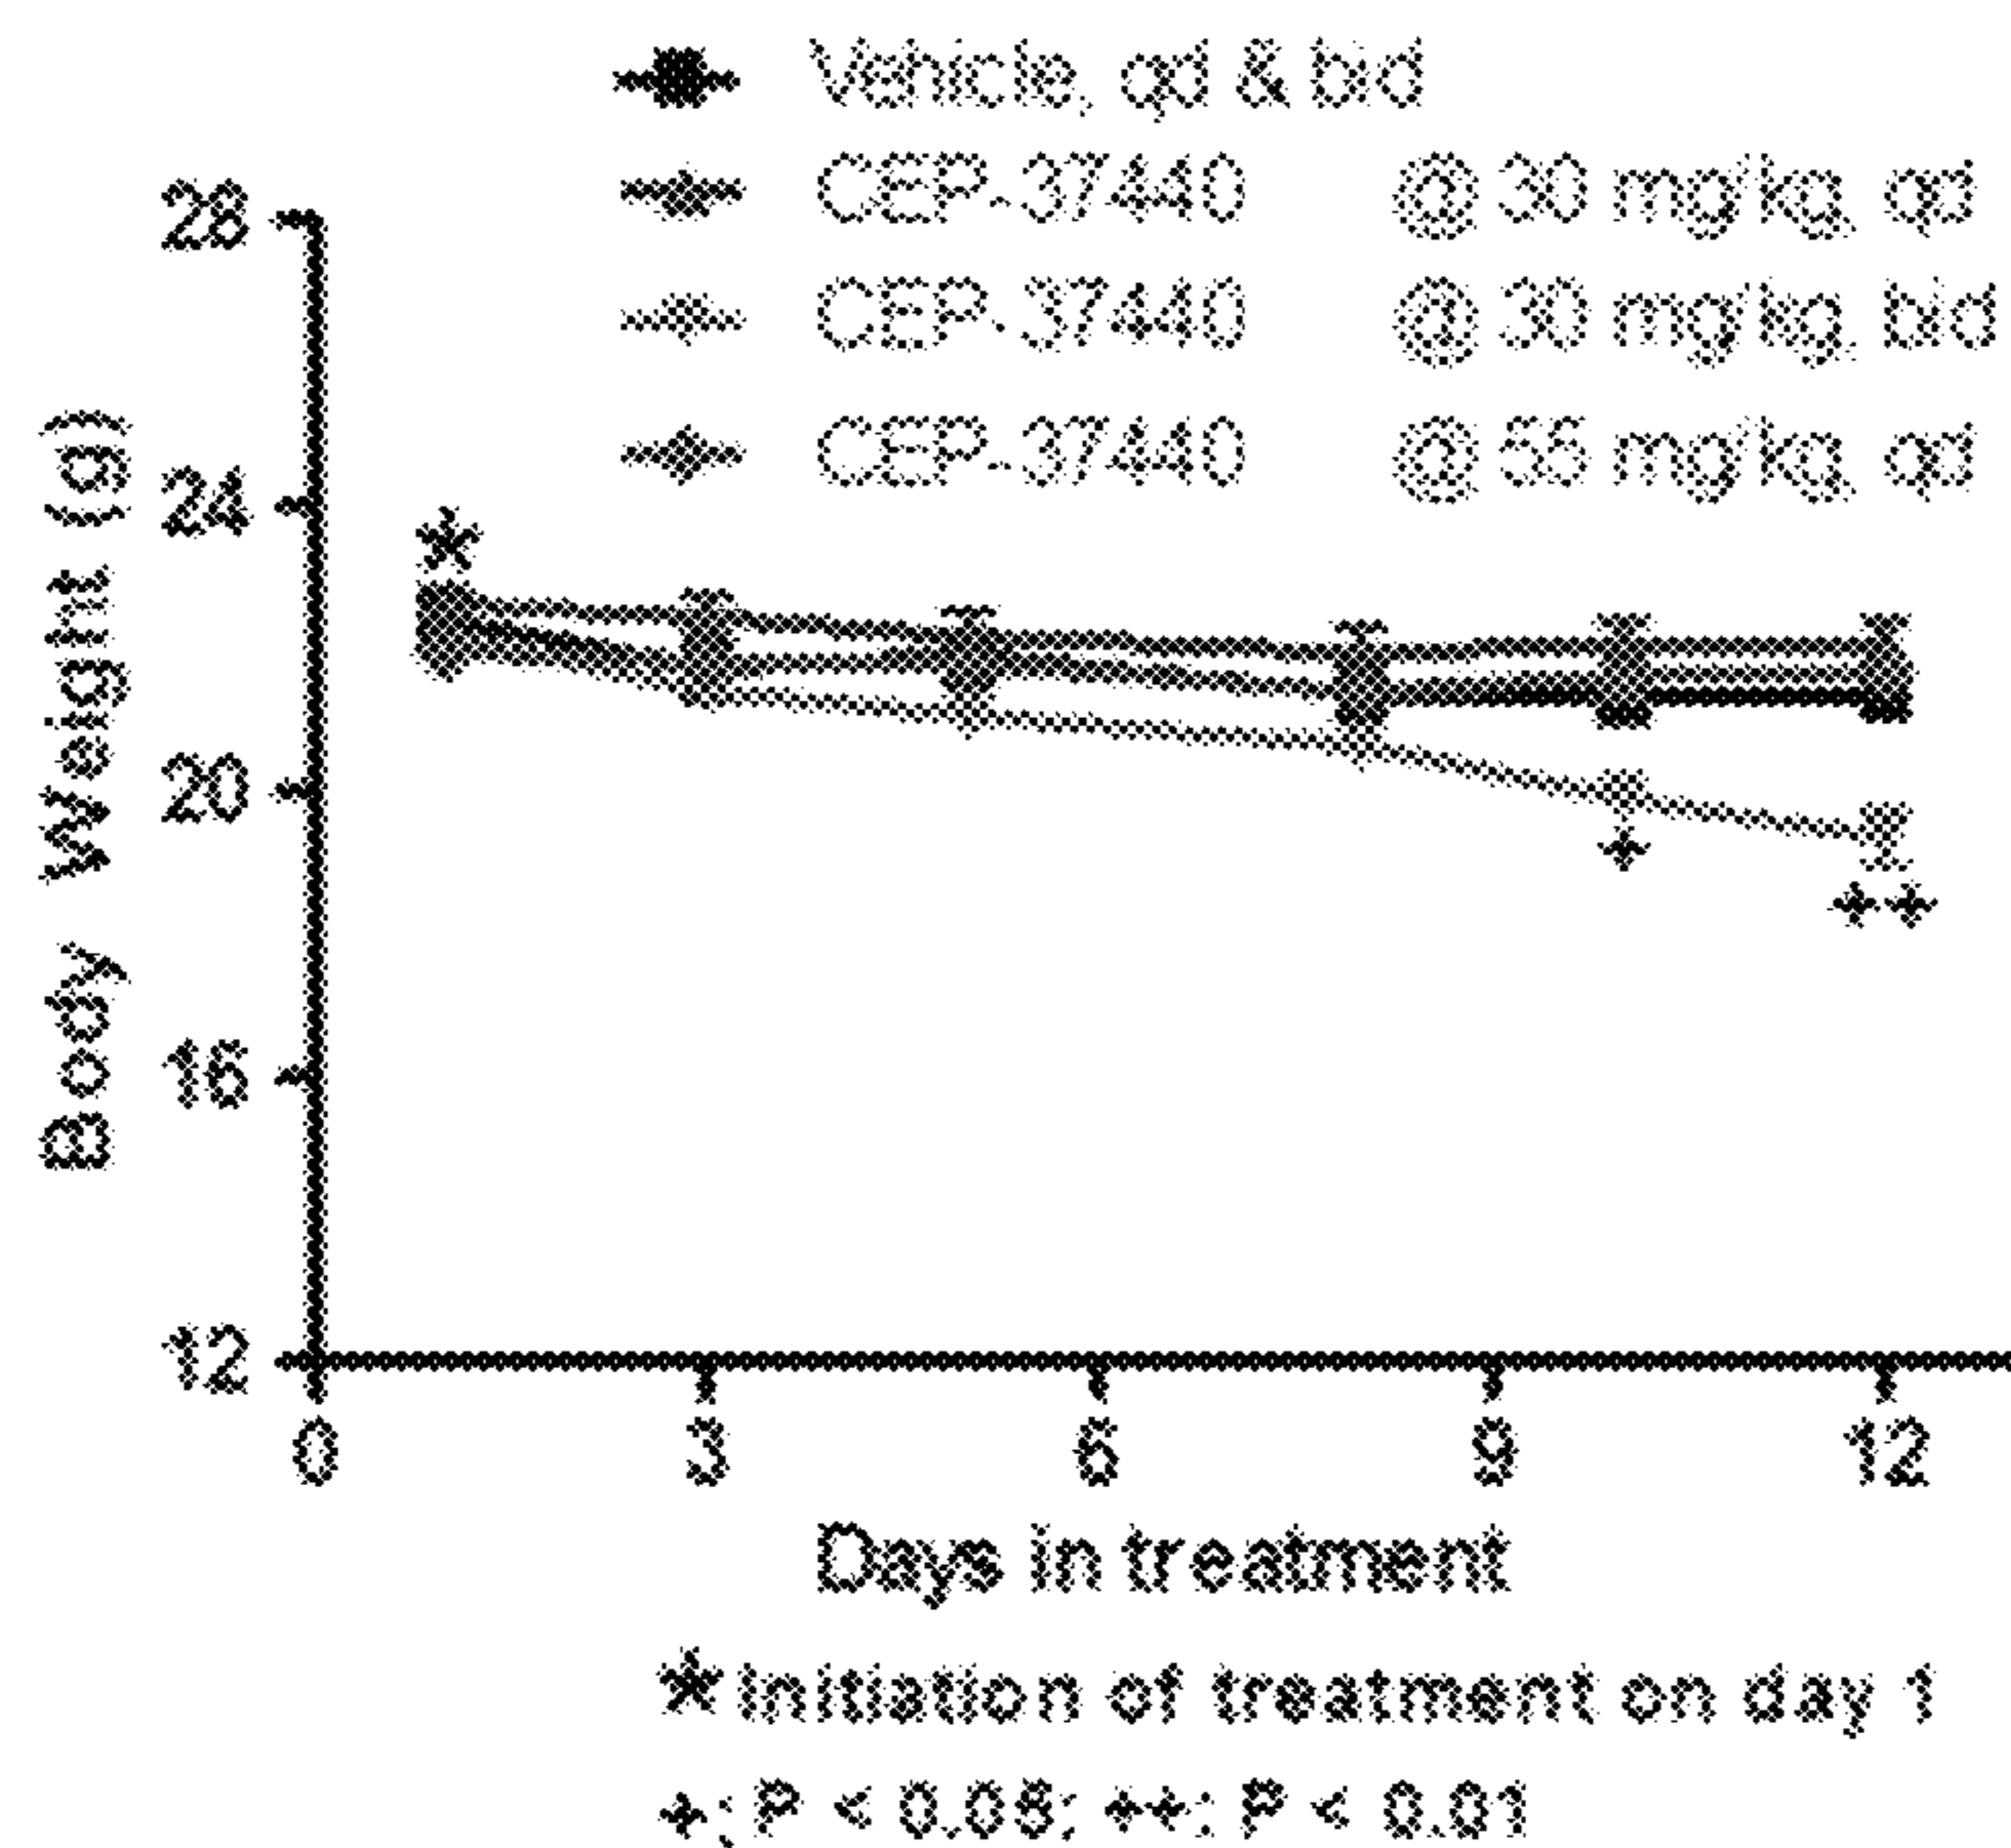 Vehicle, qd & bid
CEP-37440 @ 30 mg/kg, qd
CEP-37440 @ 30 mg/kg, bid
CEP-37440 @ 55 mg/kg, qd
28
24
20
16
12
Body Weight (g)
*
+
++
0 3 6 9 12
Days in treatment
* Initiation of treatment on day 1
+: P < 0.05; ++: P < 0.01